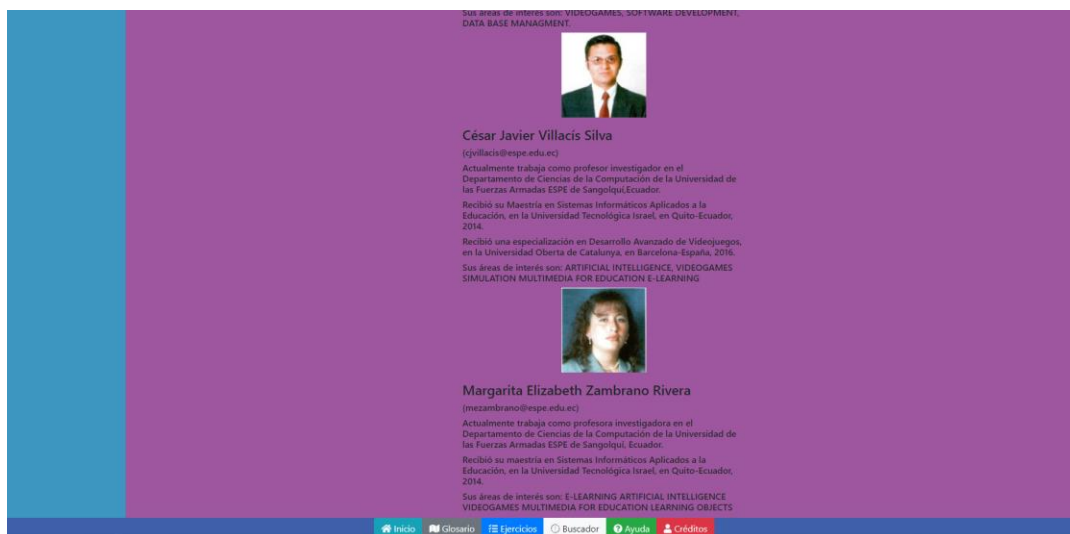 Sus áreas de interés son: VIDEOGAMES, SOFTWARE DEVELOPMENT,
DATA BASE MANAGMENT.
César Javier Villacís Silva
(cjvillacis@espe.edu.ec)
Actualmente trabaja como profesor investigador en el
Departamento de Ciencias de la Computación de la Universidad de
las Fuerzas Armadas ESPE de Sangolquí,Ecuador.
Recibió su Maestría en Sistemas Informáticos Aplicados a la
Educación, en la Universidad Tecnológica Israel, en Quito-Ecuador,
2014.
Recibió una especialización en Desarrollo Avanzado de Videojuegos,
en la Universidad Oberta de Catalunya, en Barcelona-España, 2016.
Sus áreas de interés son: ARTIFICIAL INTELLIGENCE, VIDEOGAMES
SIMULATION MULTIMEDIA FOR EDUCATION E-LEARNING
Margarita Elizabeth Zambrano Rivera
(mezambrano@espe.edu.ec)
Actualmente trabaja como profesora investigadora en el
Departamento de Ciencias de la Computación de la Universidad de
las Fuerzas Armadas ESPE de Sangolquí, Ecuador.
Recibió su maestría en Sistemas Informáticos Aplicados a la
Educación, en la Universidad Tecnológica Israel, en Quito-Ecuador,
2014.
Sus áreas de interés son: E-LEARNING ARTIFICIAL INTELLIGENCE
VIDEOGAMES MULTIMEDIA FOR EDUCATION LEARNING OBJECTS
Inicio Glosario Ejercicios Buscador Ayuda Créditos